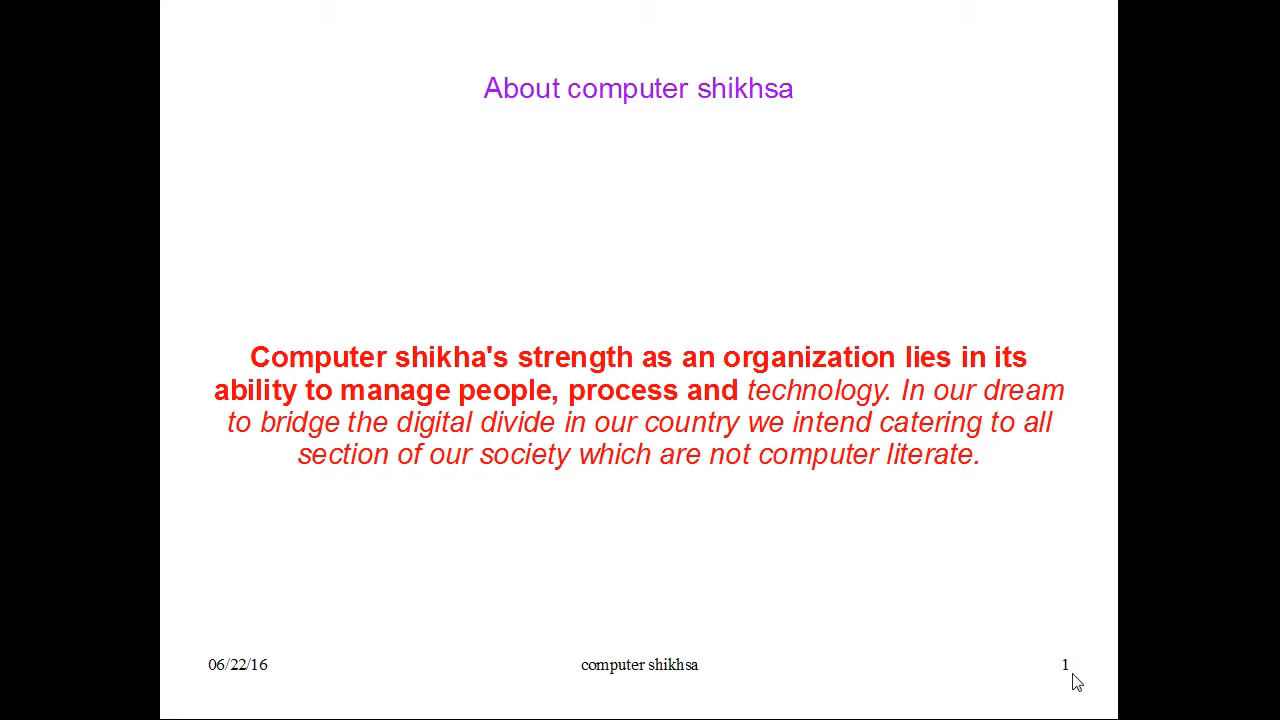 About computer shikhsa
Computer shikha's strength as an organization lies in its
ability to manage people, process and technology. In our dream
to bridge the digital divide in our country we intend catering to all
section of our society which are not computer literate.
06/22/16 computer shikhsa 1